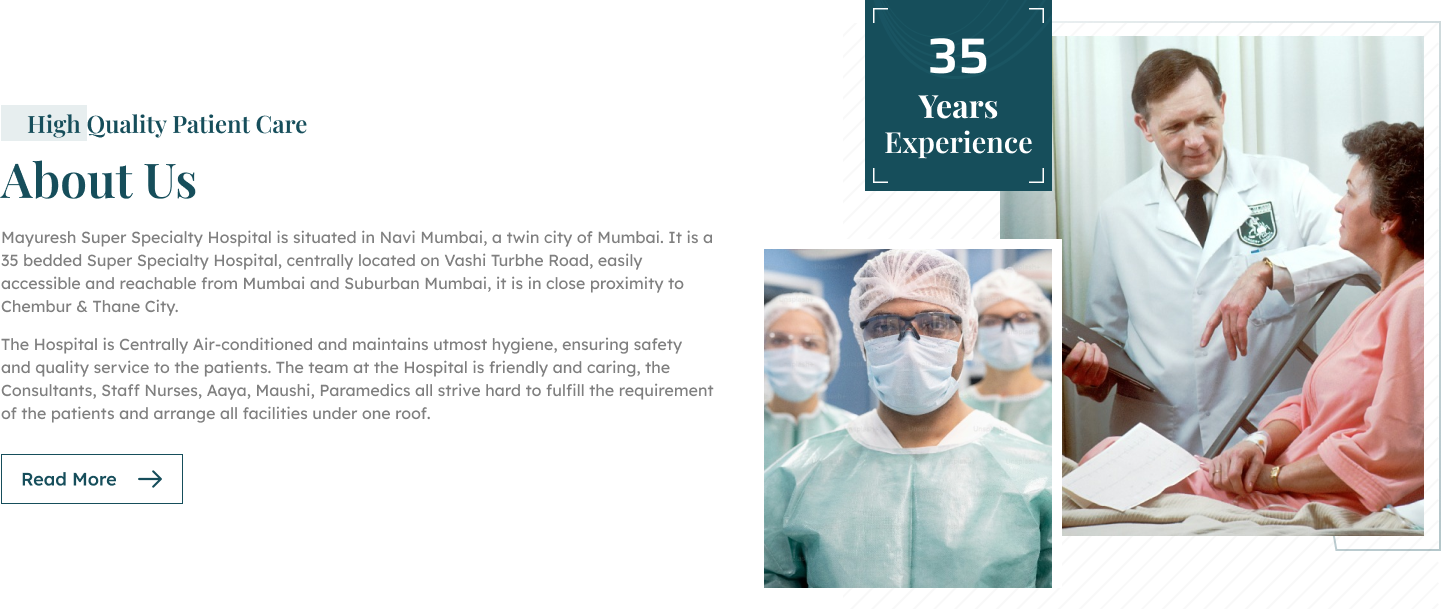 High Quality Patient Care
About Us
Mayuresh Super Specialty Hospital is situated in Navi Mumbai, a twin city of Mumbai. It is a
35 bedded Super Specialty Hospital, centrally located on Vashi Turbhe Road, easily
accessible and reachable from Mumbai and Suburban Mumbai, it is in close proximity to
Chembur & Thane City.
The Hospital is Centrally Air-conditioned and maintains utmost hygiene, ensuring safety
and quality service to the patients. The team at the Hospital is friendly and caring, the
Consultants, Staff Nurses, Aaya, Maushi, Paramedics all strive hard to fulfill the requirement
of the patients and arrange all facilities under one roof.
Read More
35
Years
Experience